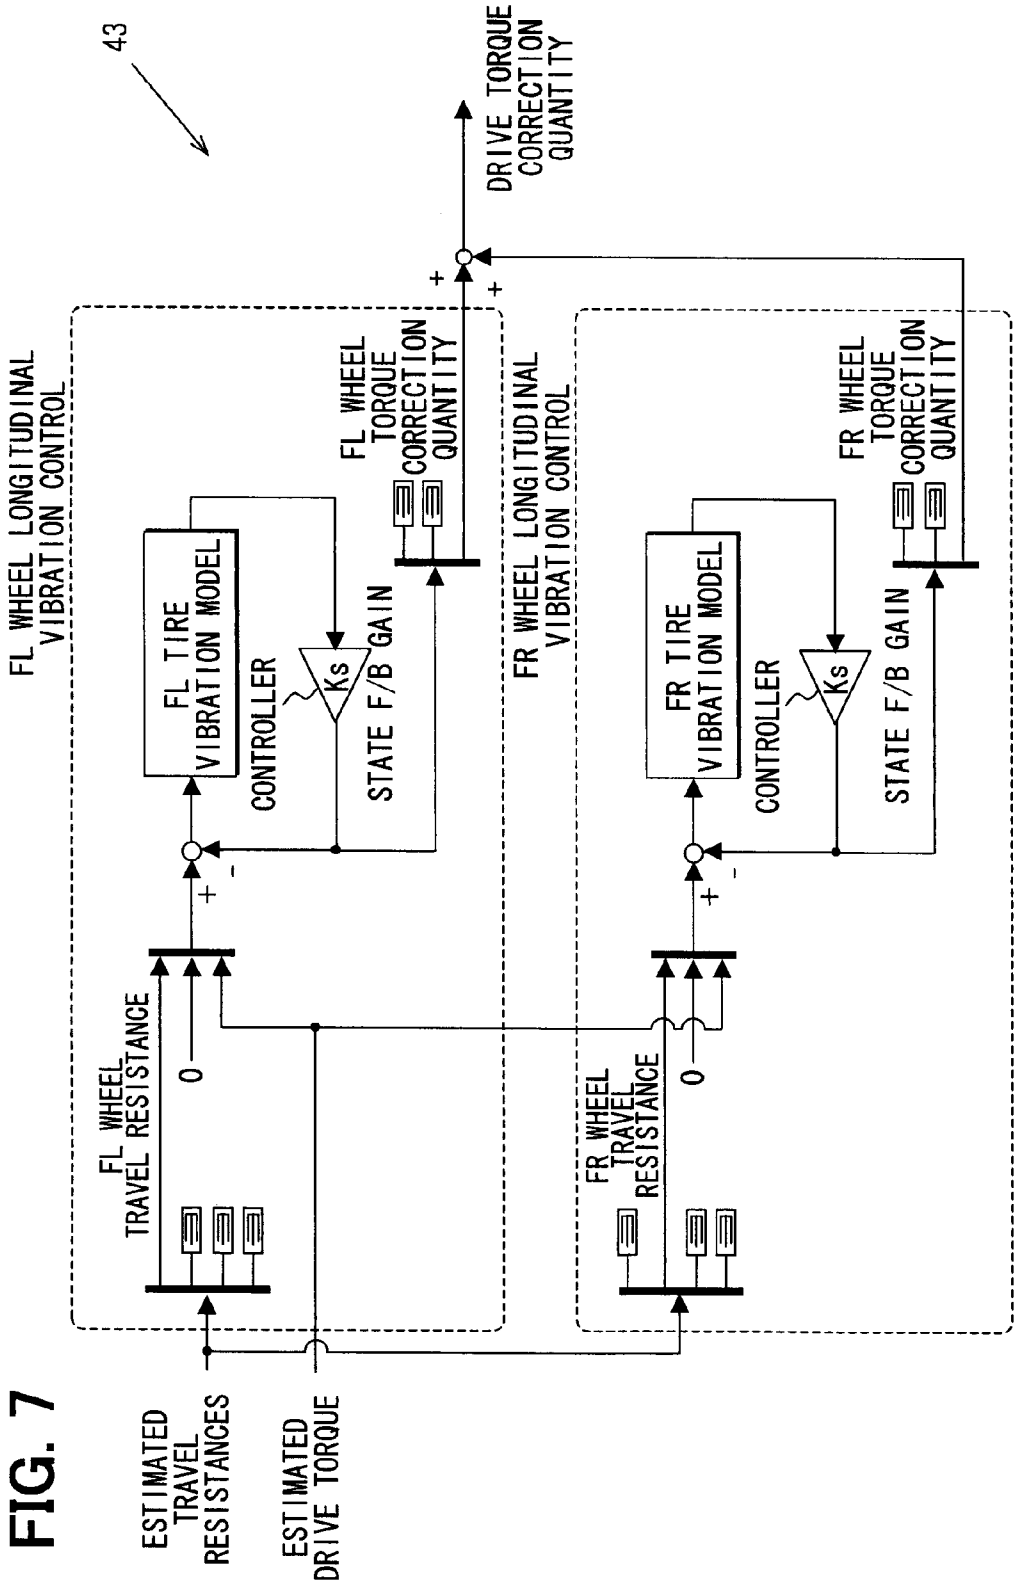 FIG. 7
43
ESTIMATED
TRAVEL
RESISTANCES
ESTIMATED
DRIVE TORQUE
FL WHEEL LONGITUDINAL
VIBRATION CONTROL
FL WHEEL
TRAVEL RESISTANCE
0
+
-
FL TIRE
VIBRATION MODEL
CONTROLLER
Ks
STATE F/B GAIN
FL WHEEL
TORQUE
CORRECTION
QUANTITY
+
+
DRIVE TORQUE
CORRECTION
QUANTITY
FR WHEEL LONGITUDINAL
VIBRATION CONTROL
FR WHEEL
TRAVEL
RESISTANCE
0
+
-
FR TIRE
VIBRATION MODEL
CONTROLLER
Ks
STATE F/B GAIN
FR WHEEL
TORQUE
CORRECTION
QUANTITY